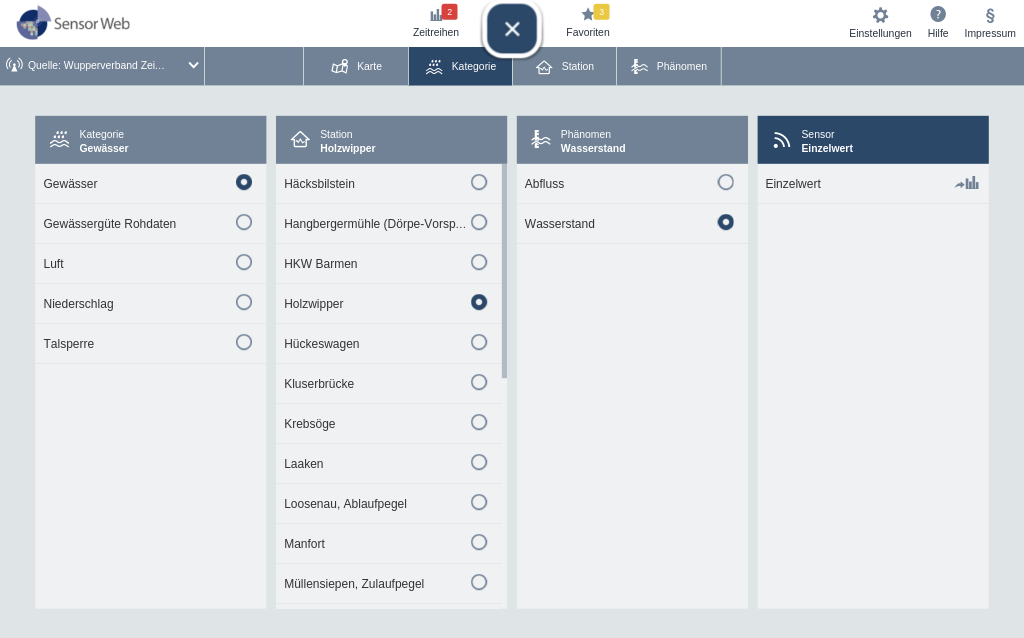 Sensor Web
2
Zeitreihen
3
Favoriten
Einstellungen
?
Hilfe
§
Impressum
Quelle: Wupperverband Zei...
Karte
Kategorie
Station
Phänomen
Kategorie
Gewässer
Gewässer
Gewässergüte Rohdaten
Luft
Niederschlag
Talsperre
Station
Holzwipper
Häcksbilstein
Hangbergermühle (Dörpe-Vorsp...
HKW Barmen
Holzwipper
Hückeswagen
Kluserbrücke
Krebsöge
Laaken
Loosenau, Ablaufpegel
Manfort
Müllensiepen, Zulaufpegel
Phänomen
Wasserstand
Abfluss
Wasserstand
Sensor
Einzelwert
Einzelwert